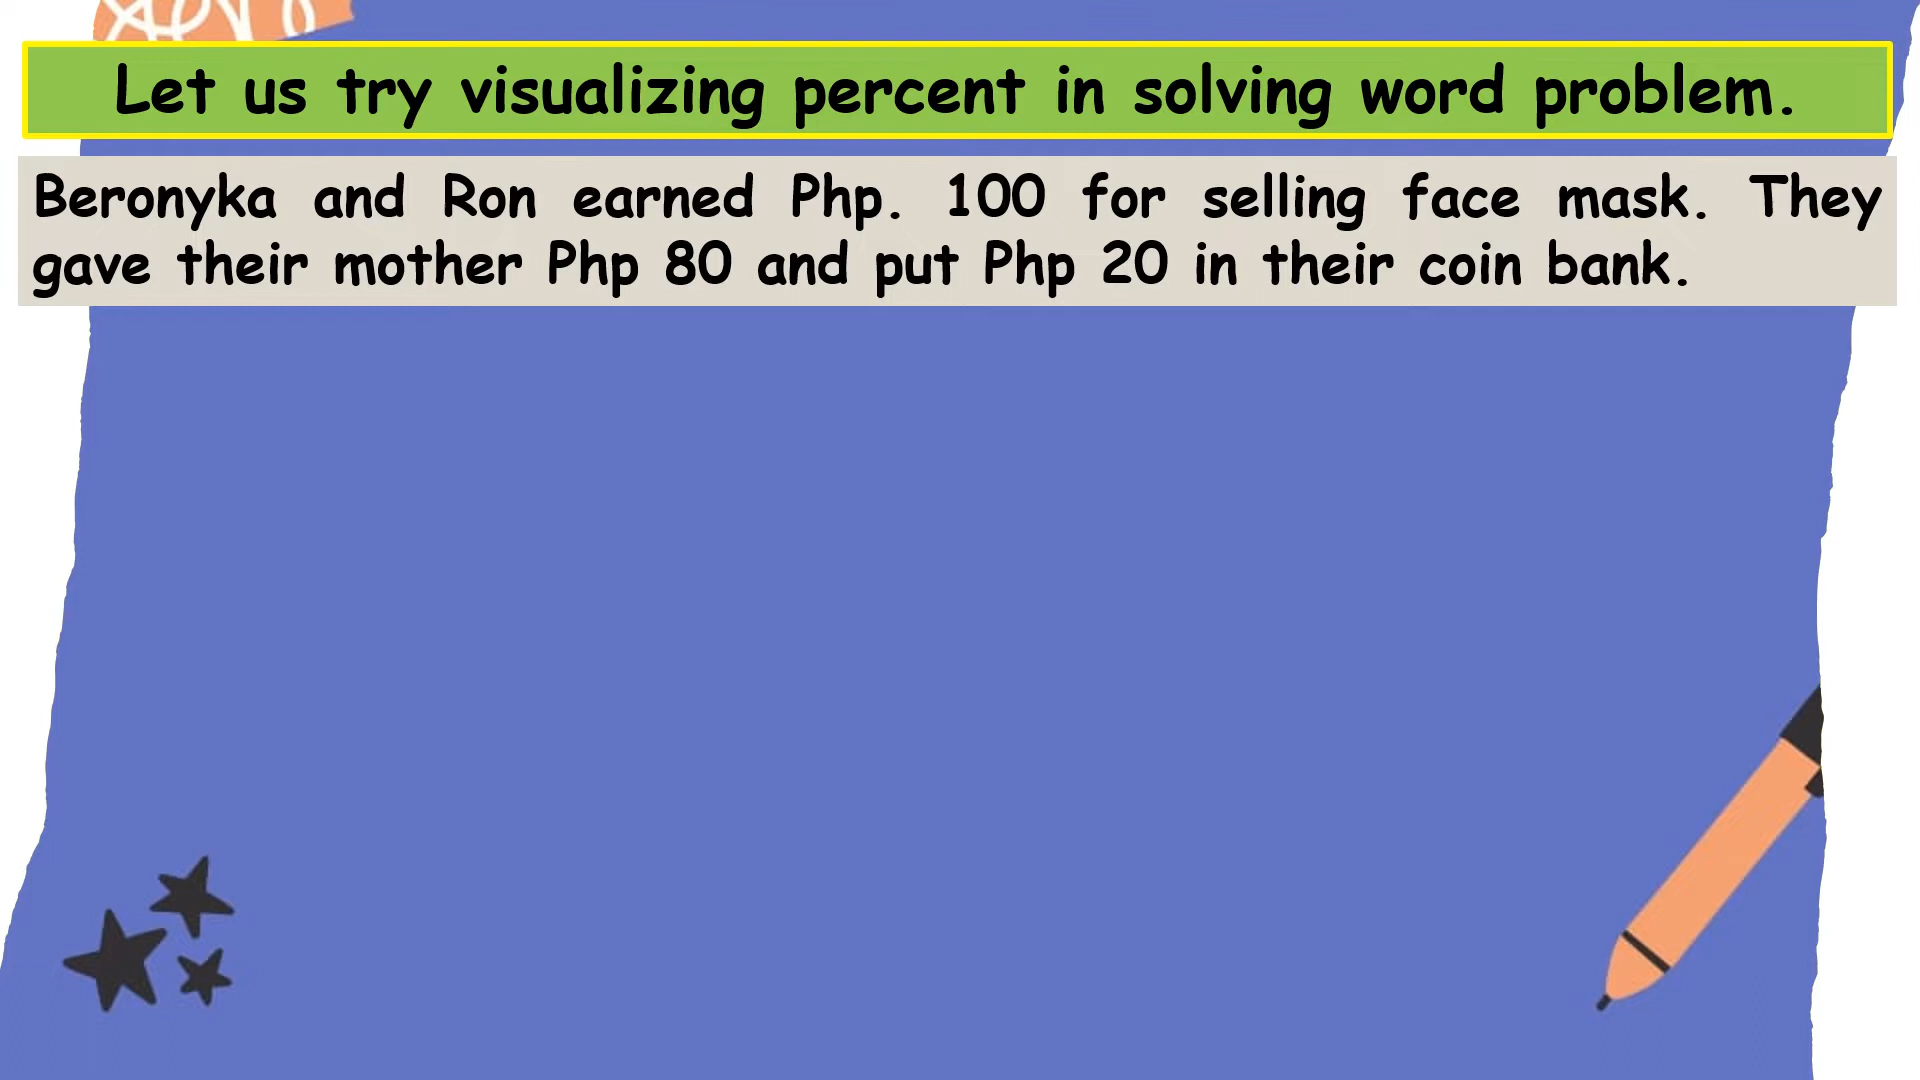 Let us try visualizing percent in solving word problem.
Beronyka and Ron earned Php. 100 for selling face mask. They
gave their mother Php 80 and put Php 20 in their coin bank.